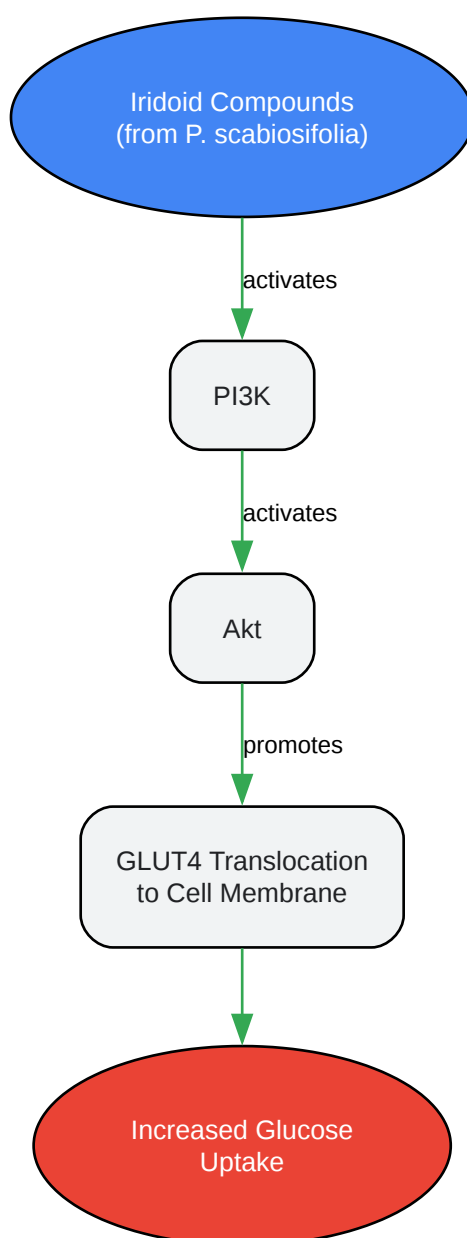 Iridoid Compounds
(from P. scabiosifolia)
activates
PI3K
activates
Akt
promotes
GLUT4 Translocation
to Cell Membrane
Increased Glucose
Uptake